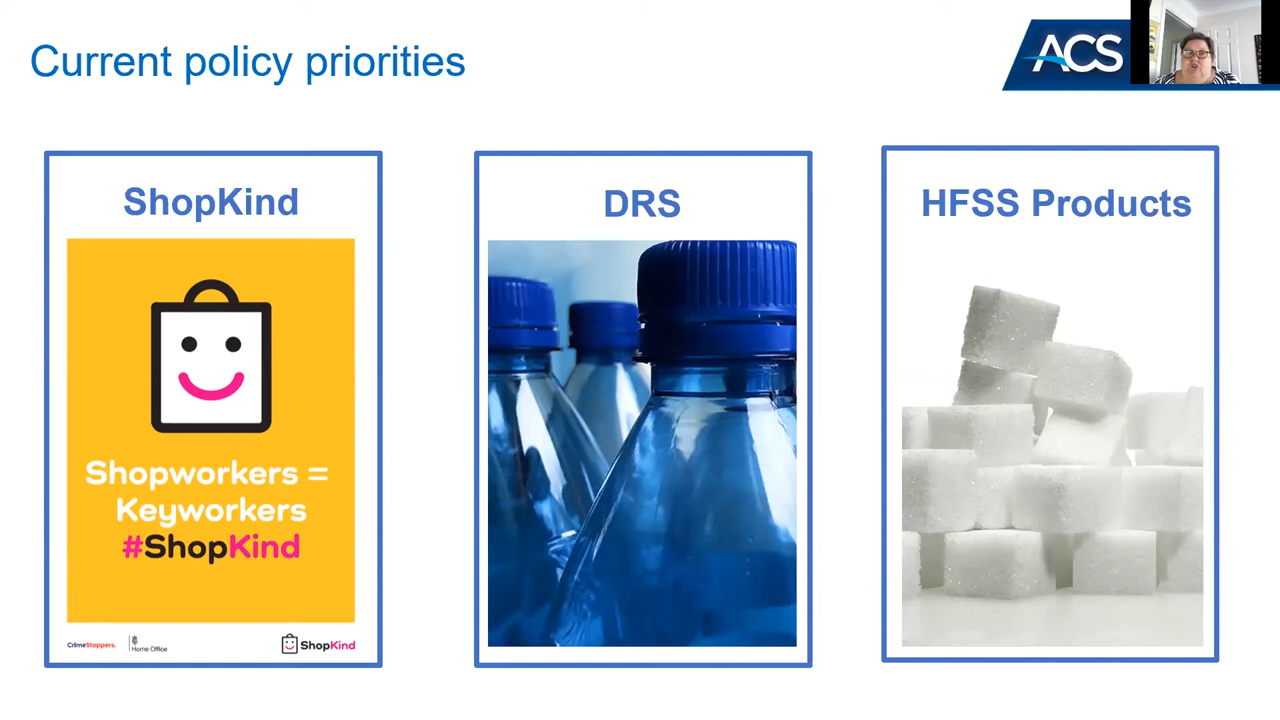 Current policy priorities
ACS
ShopKind
Shopworkers =
Keyworkers
#ShopKind
CrimeStoppers.
Home Office
ShopKind
DRS
HFSS Products